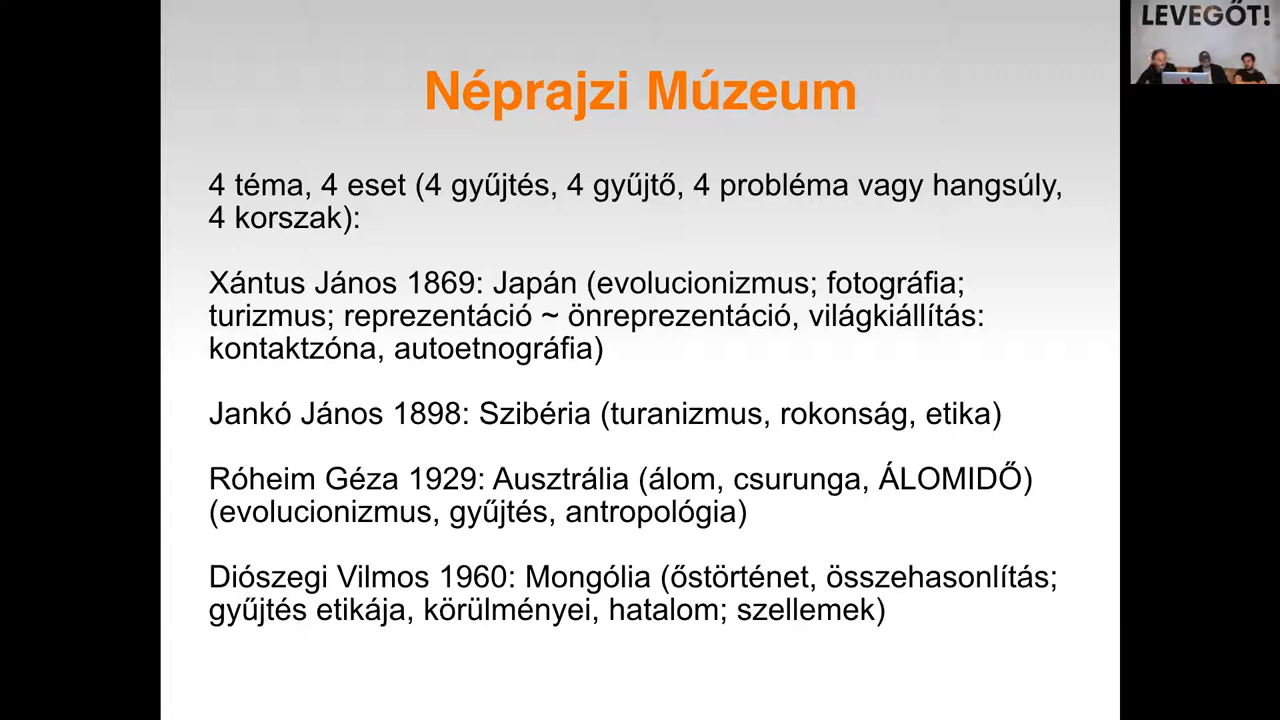 LEVEGŐT!
Néprajzi Múzeum
4 téma, 4 eset (4 gyűjtés, 4 gyűjtő, 4 probléma vagy hangsúly,
4 korszak):
Xántus János 1869: Japán (evolucionizmus; fotográfia;
turizmus; reprezentáció ~ önreprezentáció, világkiállítás:
kontaktzóna, autoetnográfia)
Jankó János 1898: Szibéria (turanizmus, rokonság, etika)
Róheim Géza 1929: Ausztrália (álom, csurunga, ÁLOMIDŐ)
(evolucionizmus, gyűjtés, antropológia)
Diószegi Vilmos 1960: Mongólia (őstörténet, összehasonlítás;
gyűjtés etikája, körülményei, hatalom; szellemek)